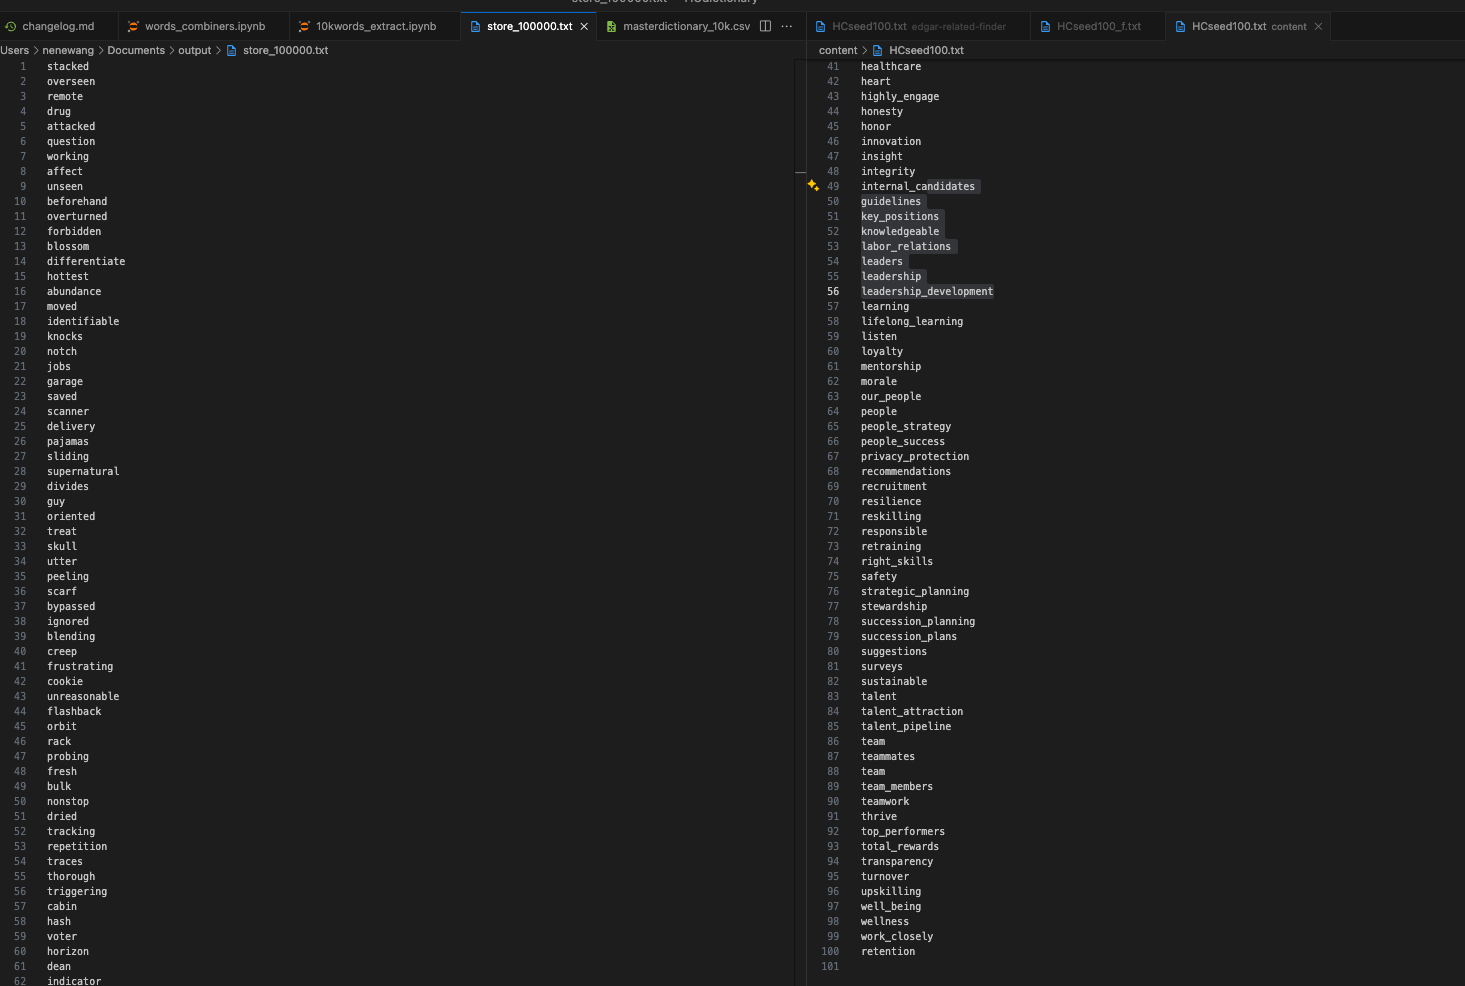 changelog.md
words_combiners.ipynb
10kwords_extract.ipynb
store_100000.txt
masterdictionary_10k.csv
HCseed100.txt edgar-related-finder
HCseed100_f.txt
HCseed100.txt content
Users > nenewang > Documents > output > store_100000.txt
1 stacked
2 overseen
3 remote
4 drug
5 attacked
6 question
7 working
8 affect
9 unseen
10 beforehand
11 overturned
12 forbidden
13 blossom
14 differentiate
15 hottest
16 abundance
17 moved
18 identifiable
19 knocks
20 notch
21 jobs
22 garage
23 saved
24 scanner
25 delivery
26 pajamas
27 sliding
28 supernatural
29 divides
30 guy
31 oriented
32 treat
33 skull
34 utter
35 peeling
36 scarf
37 bypassed
38 ignored
39 blending
40 creep
41 frustrating
42 cookie
43 unreasonable
44 flashback
45 orbit
46 rack
47 probing
48 fresh
49 bulk
50 nonstop
51 dried
52 tracking
53 repetition
54 traces
55 thorough
56 triggering
57 cabin
58 hash
59 voter
60 horizon
61 dean
62 indicator
content > HCseed100.txt
41 healthcare
42 heart
43 highly_engage
44 honesty
45 honor
46 innovation
47 insight
48 integrity
49 internal_candidates
50 guidelines
51 key_positions
52 knowledgeable
53 labor_relations
54 leaders
55 leadership
56 leadership_development
57 learning
58 lifelong_learning
59 listen
60 loyalty
61 mentorship
62 morale
63 our_people
64 people
65 people_strategy
66 people_success
67 privacy_protection
68 recommendations
69 recruitment
70 resilience
71 reskilling
72 responsible
73 retraining
74 right_skills
75 safety
76 strategic_planning
77 stewardship
78 succession_planning
79 succession_plans
80 suggestions
81 surveys
82 sustainable
83 talent
84 talent_attraction
85 talent_pipeline
86 team
87 teammates
88 team
89 team_members
90 teamwork
91 thrive
92 top_performers
93 total_rewards
94 transparency
95 turnover
96 upskilling
97 well_being
98 wellness
99 work_closely
100 retention
101